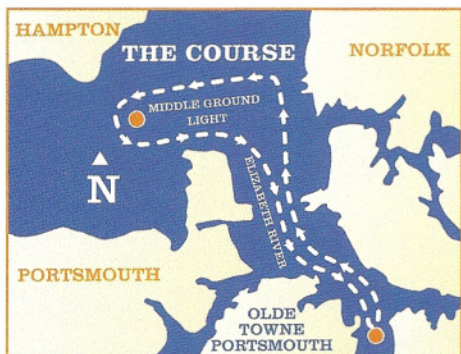 HAMPTON
THE COURSE
NORFOLK
MIDDLE GROUND
LIGHT
N
ELIZABETH RIVER
PORTSMOUTH
OLDE
TOWNE
PORTSMOUTH